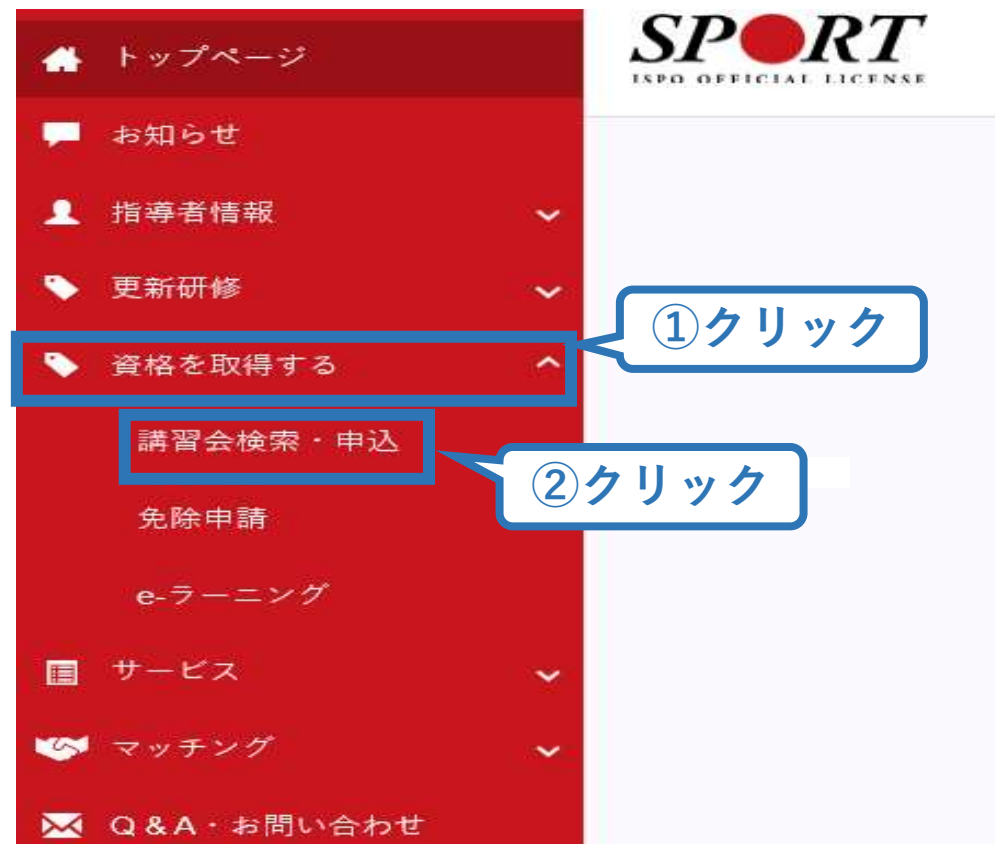 トップページ
SPORT
JSPO OFFICIAL LICENSE
お知らせ
指導者情報
更新研修
①クリック
資格を取得する
講習会検索・申込
②クリック
免除申請
e-ラーニング
サービス
マッチング
Q&A・お問い合わせ